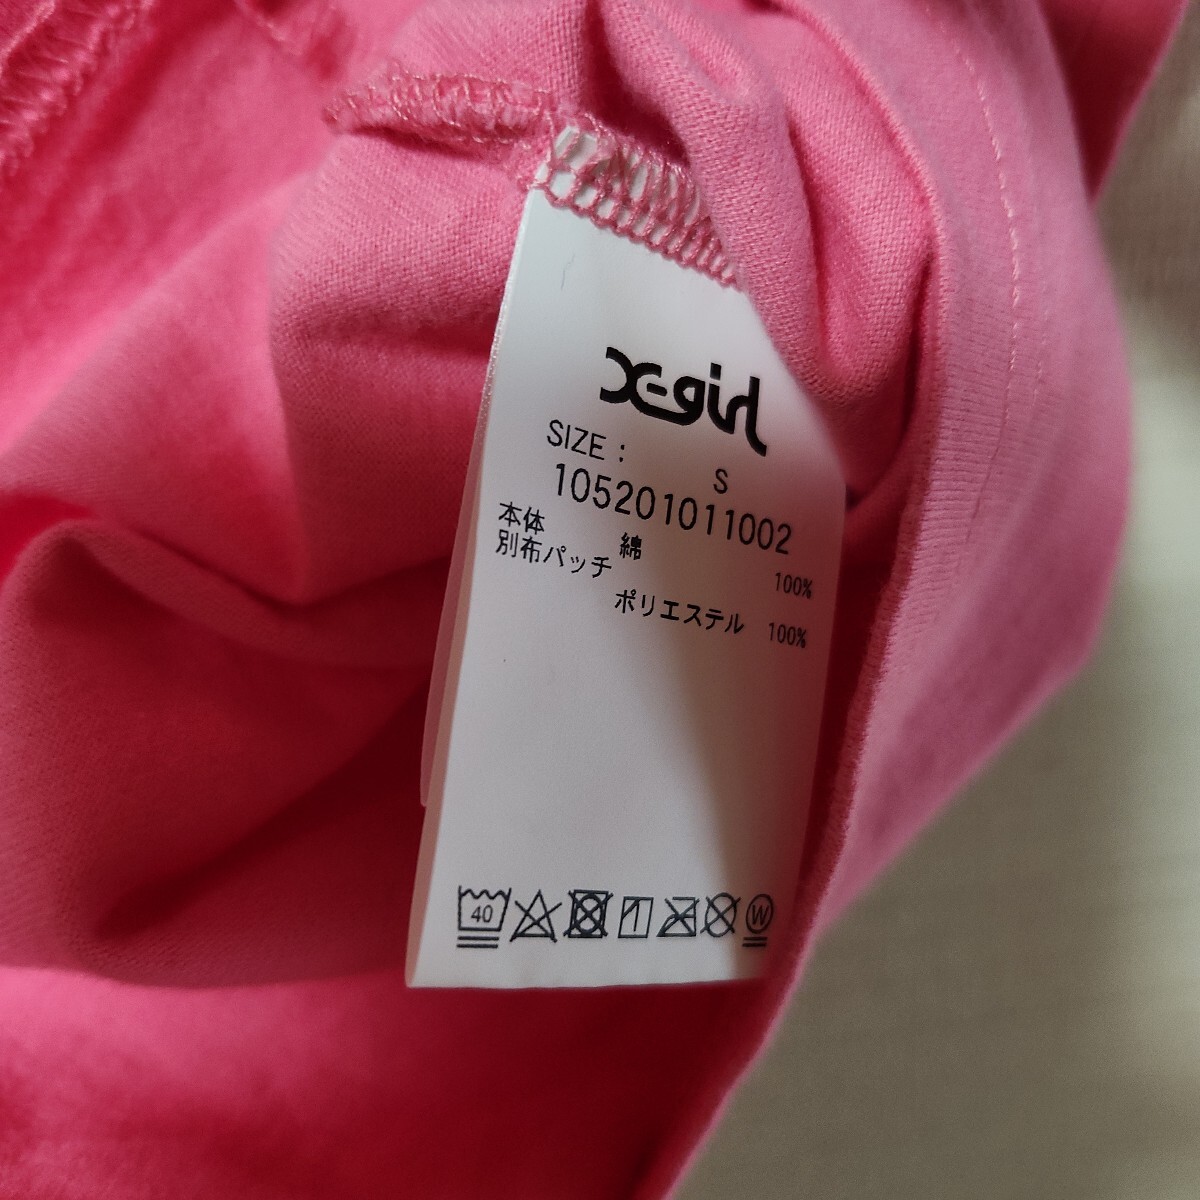 X-girl
SIZE : S
105201011002
本体 綿 100%
別布パッチ
ポリエステル 100%
40
W